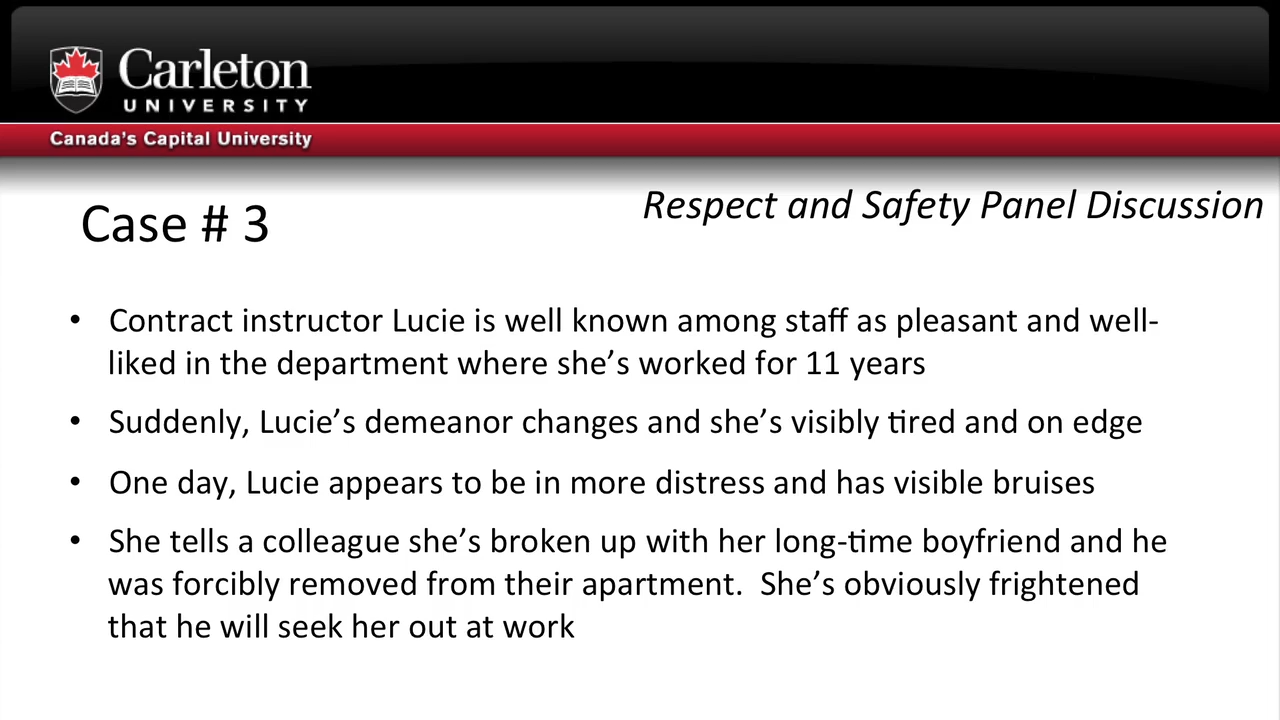 Carleton
UNIVERSITY
Canada's Capital University
Respect and Safety Panel Discussion
Case # 3
• Contract instructor Lucie is well known among staff as pleasant and well-
liked in the department where she's worked for 11 years
• Suddenly, Lucie's demeanor changes and she's visibly tired and on edge
• One day, Lucie appears to be in more distress and has visible bruises
• She tells a colleague she's broken up with her long-time boyfriend and he
was forcibly removed from their apartment.  She's obviously frightened
that he will seek her out at work